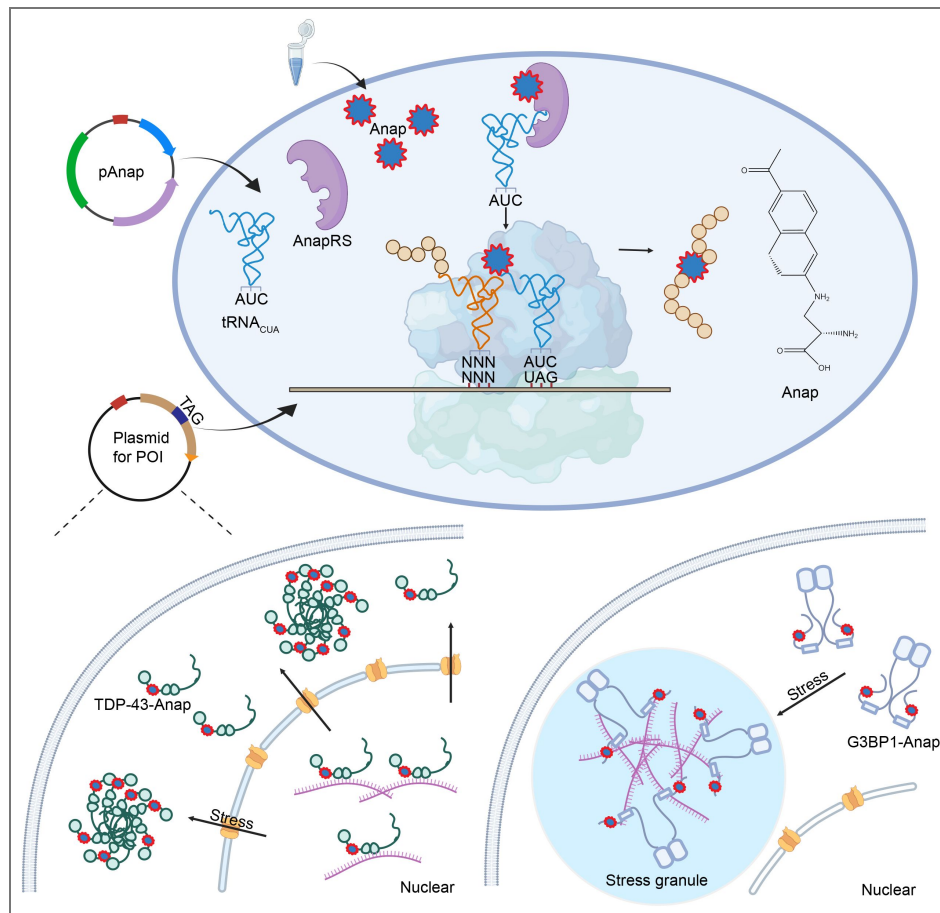 pAnap
Anap
AnapRS
AUC
tRNACUA
AUC
NNN
NNN
AUC
UAG
O
NH2
NH2
O
OH
Anap
TAG
Plasmid
for POI
TDP-43-Anap
Stress
Nuclear
Stress
G3BP1-Anap
Stress granule
Nuclear